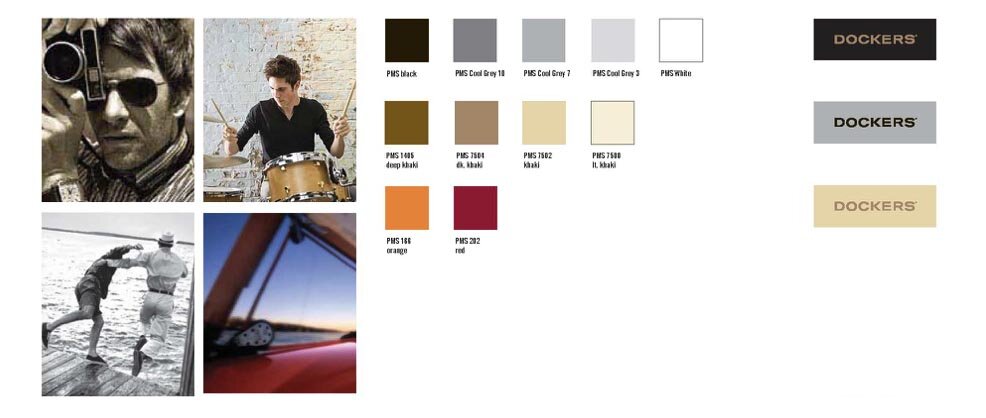 PMS black
PMS Cool Grey 10
PMS Cool Grey 7
PMS Cool Grey 3
PMS White
DOCKERS
PMS 1405
deep khaki
PMS 7504
dk. khaki
PMS 7502
khaki
PMS 7500
lt. khaki
DOCKERS
PMS 166
orange
PMS 202
red
DOCKERS